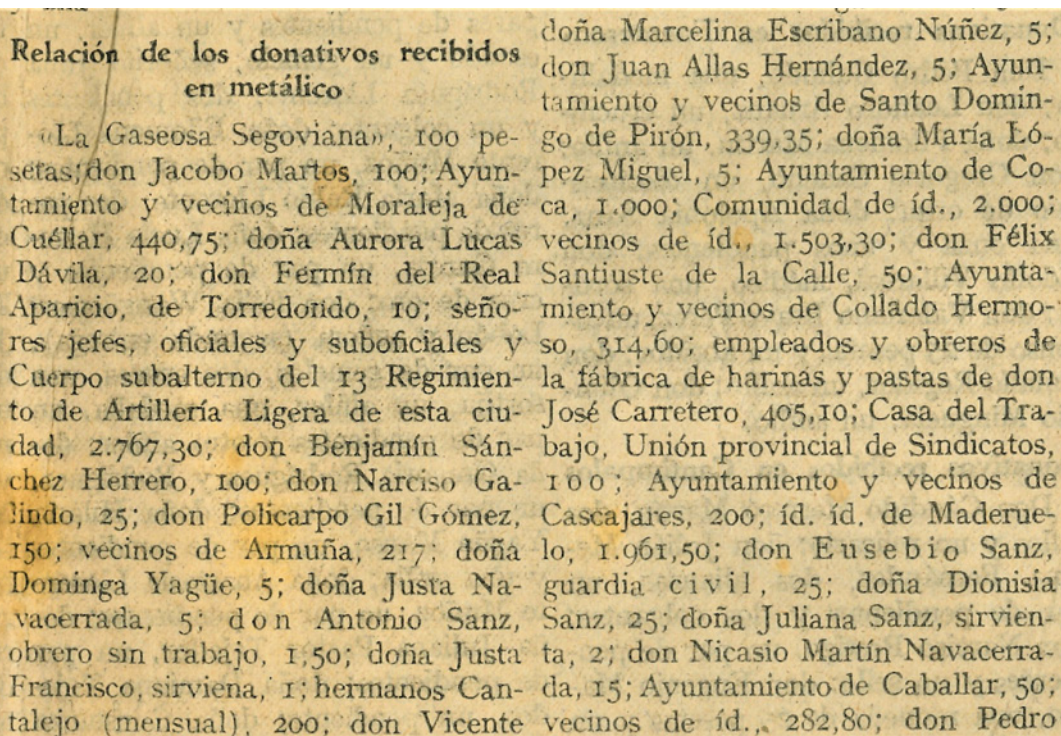 Relación de los donativos recibidos
en metálico
«La Gaseosa Segoviana», 100 pe-
setas; don Jacobo Martos, 100; Ayun-
tamiento y vecinos de Moraleja de
Cuéllar, 440,75; doña Aurora Lucas
Dávila, 20; don Fermín del Real
Aparicio, de Torredondo, 10; seño-
res jefes, oficiales y suboficiales y
Cuerpo subalterno del 13 Regimien-
to de Artillería Ligera de esta ciu-
dad, 2.767,30; don Benjamín Sán-
chez Herrero, 100; don Narciso Ga-
lindo, 25; don Policarpo Gil Gómez,
150; vecinos de Armuña, 217; doña
Dominga Yagüe, 5; doña Justa Na-
vacerrada, 5; don Antonio Sanz,
obrero sin trabajo, 1,50; doña Justa
Francisco, sirviena, 1; hermanos Can-
talejo (mensual), 200; don Vicente
doña Marcelina Escribano Núñez, 5;
don Juan Allas Hernández, 5; Ayun-
tamiento y vecinos de Santo Domin-
go de Pirón, 339,35; doña María Ló-
pez Miguel, 5; Ayuntamiento de Co-
ca, 1.000; Comunidad de íd., 2.000;
vecinos de íd., 1.503,30; don Félix
Santiuste de la Calle, 50; Ayunta-
miento y vecinos de Collado Hermo-
so, 314,60; empleados y obreros de
la fábrica de harinas y pastas de don
José Carretero, 405,10; Casa del Tra-
bajo, Unión provincial de Sindicatos,
100; Ayuntamiento y vecinos de
Cascajares, 200; íd. íd. de Maderue-
lo, 1.961,50; don Eusebio Sanz,
guardia civil, 25; doña Dionisia
Sanz, 25; doña Juliana Sanz, sirvien-
ta, 2; don Nicasio Martín Navacerra-
da, 15; Ayuntamiento de Caballar, 50;
vecinos de íd., 282,80; don Pedro